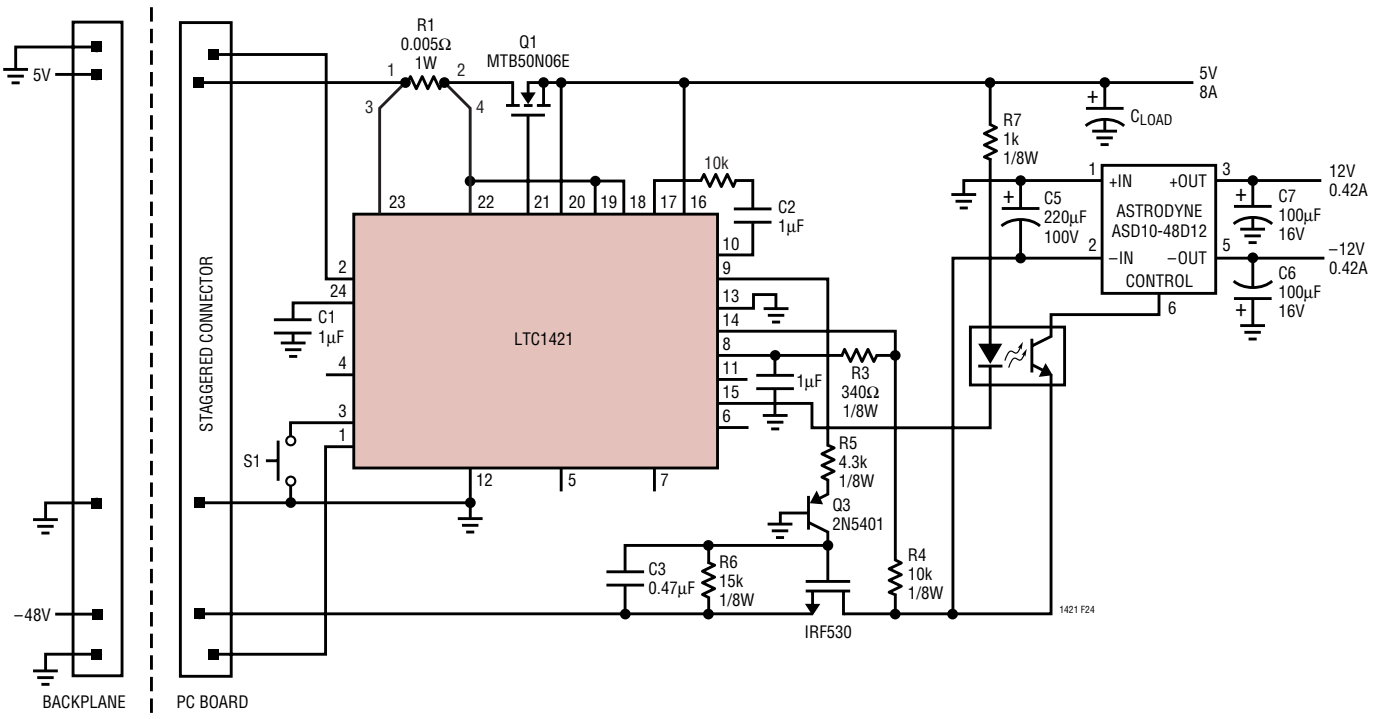 R1
0.005Ω
1W
Q1
MTB50N06E
1
2
3
4
5V
5V
8A
+
CLOAD
R7
1k
1/8W
10k
C2
1µF
23
22
21
20
19
18
17
16
10
9
13
14
8
11
15
6
2
24
4
3
1
12
5
7
LTC1421
C1
1µF
S1
STAGGERED CONNECTOR
1µF
R3
340Ω
1/8W
R5
4.3k
1/8W
Q3
2N5401
C3
0.47µF
R6
15k
1/8W
R4
10k
1/8W
IRF530
+
C5
220µF
100V
1
2
+IN
+OUT
ASTRODYNE
ASD10-48D12
–IN
–OUT
CONTROL
3
5
6
12V
0.42A
+
C7
100µF
16V
–12V
0.42A
C6
100µF
16V
+
–48V
1421 F24
BACKPLANE
PC BOARD